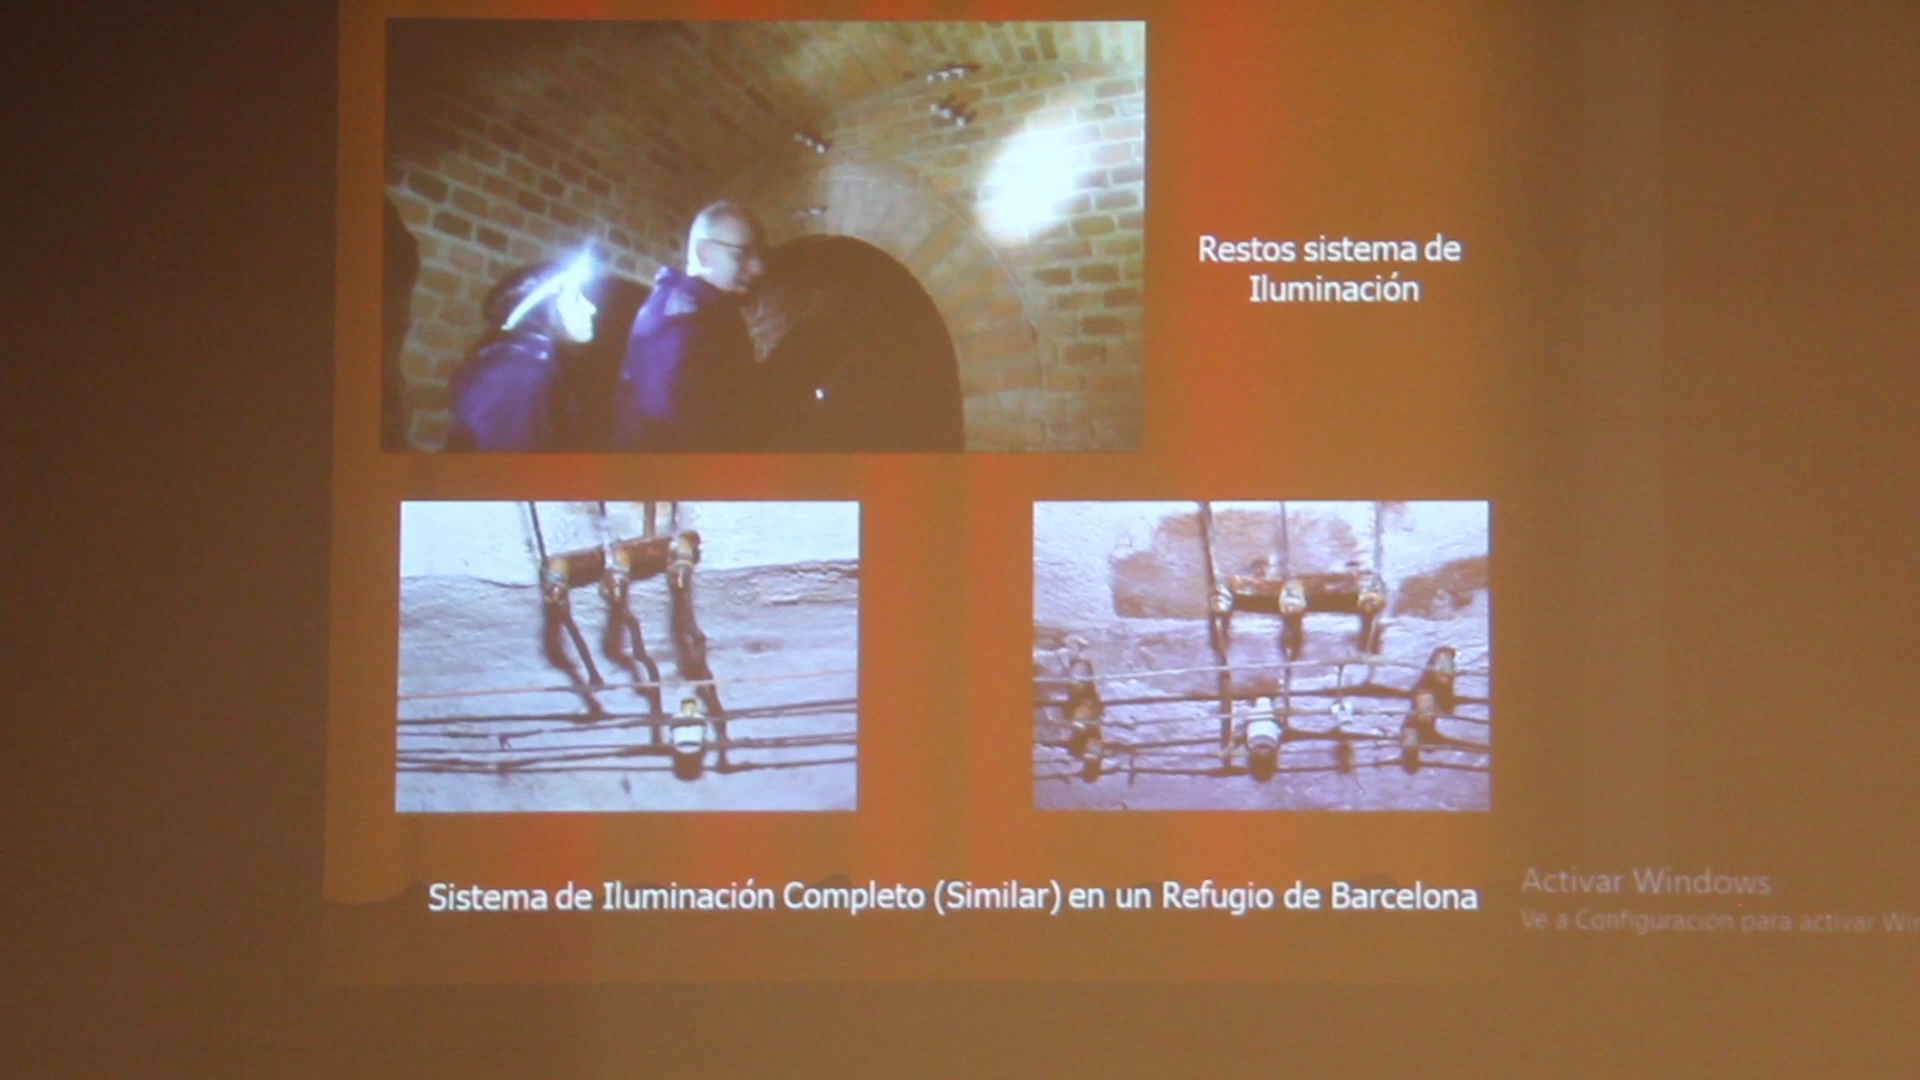 Restos sistema de
Iluminación
Sistema de Iluminación Completo (Similar) en un Refugio de Barcelona
Activar Windows
Ve a Configuración para activar